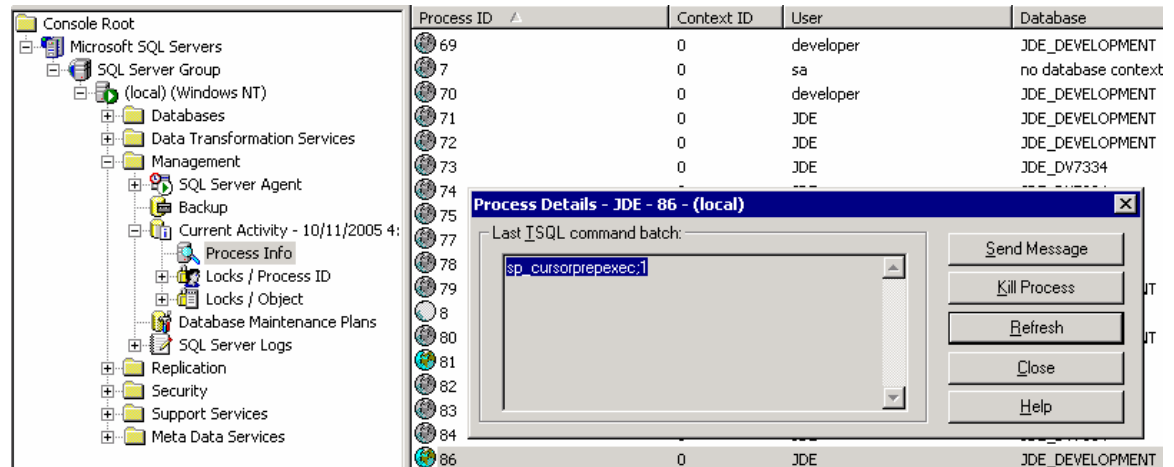 Console Root
Microsoft SQL Servers
SQL Server Group
(local) (Windows NT)
Databases
Data Transformation Services
Management
SQL Server Agent
Backup
Current Activity - 10/11/2005 4:
Process Info
Locks / Process ID
Locks / Object
Database Maintenance Plans
SQL Server Logs
Replication
Security
Support Services
Meta Data Services
Process ID Context ID User Database
69 0 developer JDE_DEVELOPMENT
7 0 sa no database context
70 0 developer JDE_DEVELOPMENT
71 0 JDE JDE_DEVELOPMENT
72 0 JDE JDE_DEVELOPMENT
73 0 JDE JDE_DV7334
74
75
77
78
79
8
80
81
82
83
84
86 0 JDE JDE_DEVELOPMENT
Process Details - JDE - 86 - (local)
Last TSQL command batch:
sp_cursorprepexec;1
Send Message
Kill Process
Refresh
Close
Help